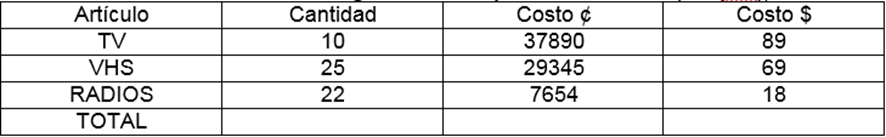 Artículo Cantidad Costo ¢ Costo $
TV 10 37890 89
VHS 25 29345 69
RADIOS 22 7654 18
TOTAL